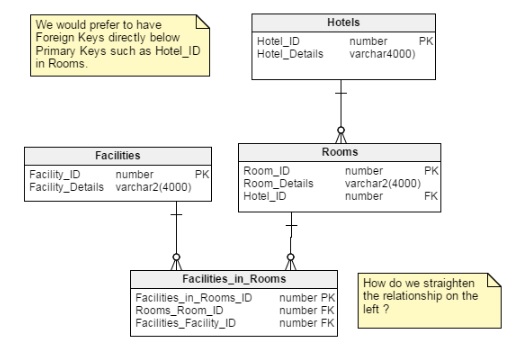 We would prefer to have
Foreign Keys directly below
Primary Keys such as Hotel_ID
in Rooms.
Hotels
Hotel_ID number PK
Hotel_Details varchar4000)
Facilities
Facility_ID number PK
Facility_Details varchar2(4000)
Rooms
Room_ID number PK
Room_Details varchar2(4000)
Hotel_ID number FK
Facilities_in_Rooms
Facilities_in_Rooms_ID number PK
Rooms_Room_ID number FK
Facilities_Facility_ID number FK
How do we straighten
the relationship on the
left ?